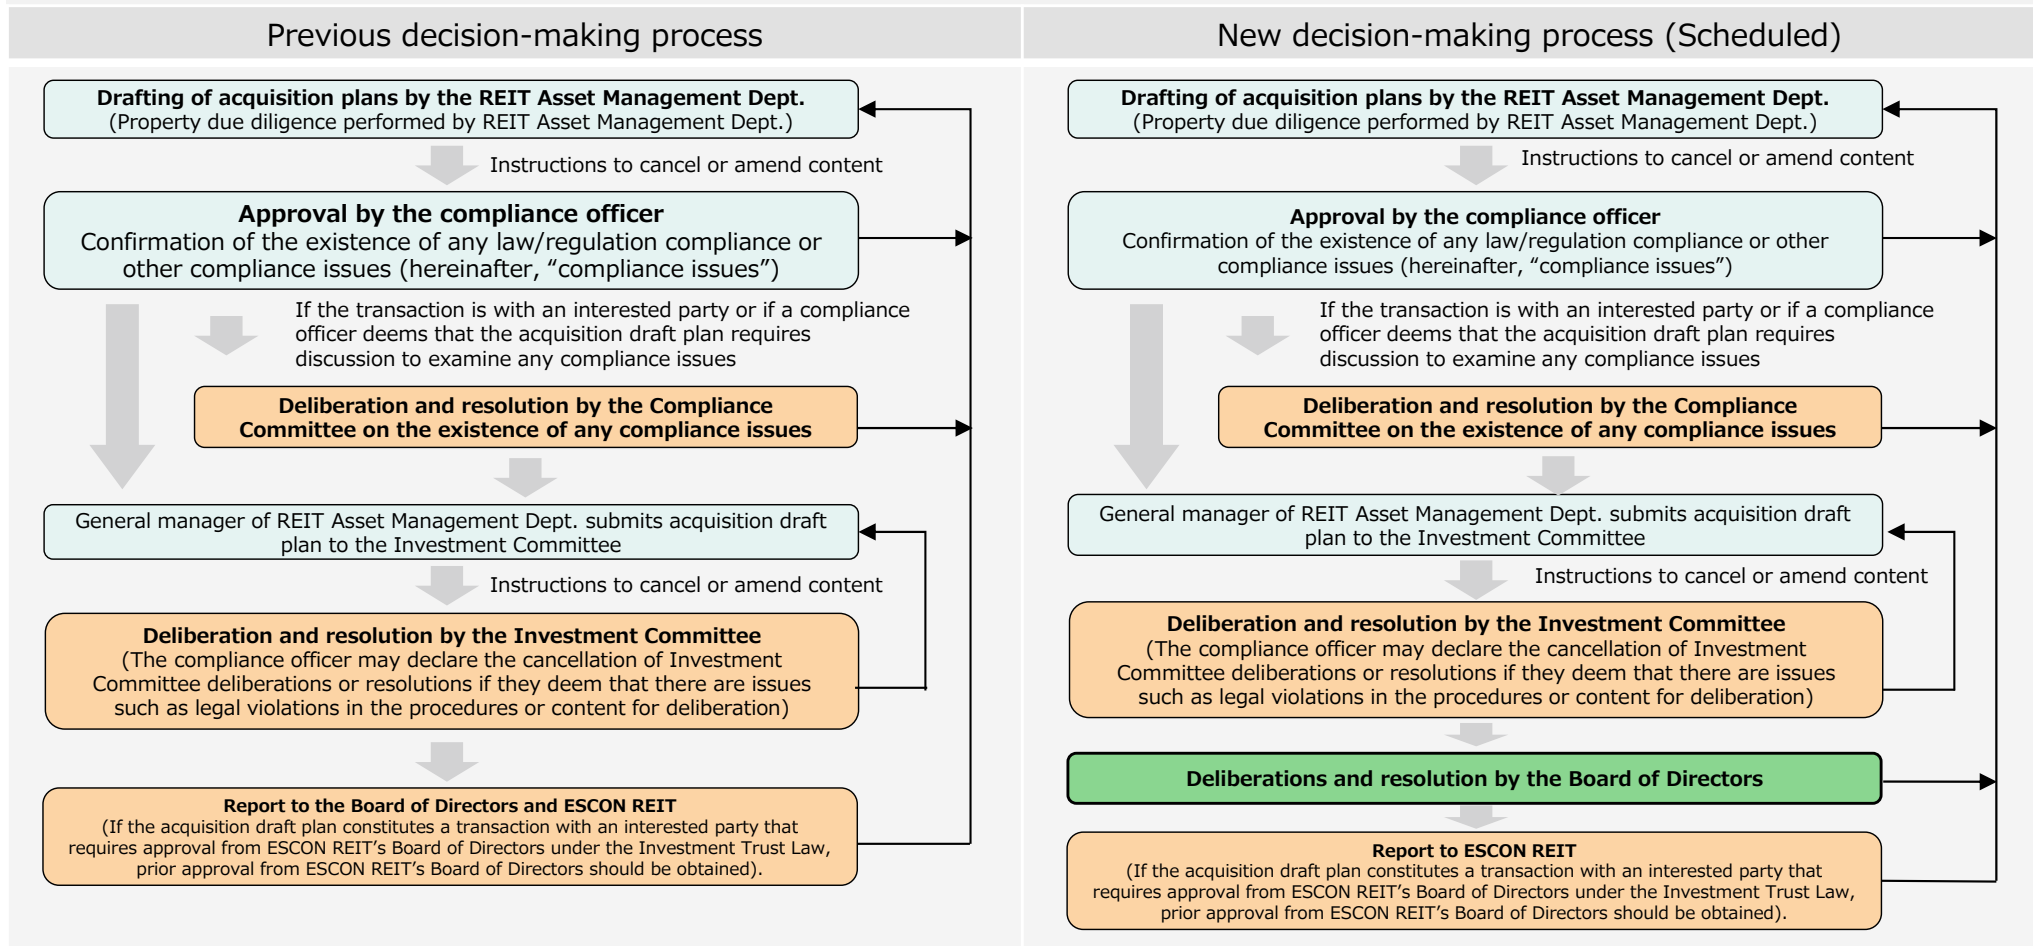 Previous decision-making process
Drafting of acquisition plans by the REIT Asset Management Dept.
(Property due diligence performed by REIT Asset Management Dept.)
Instructions to cancel or amend content
Approval by the compliance officer
Confirmation of the existence of any law/regulation compliance or
other compliance issues (hereinafter, “compliance issues”)
If the transaction is with an interested party or if a compliance
officer deems that the acquisition draft plan requires
discussion to examine any compliance issues
Deliberation and resolution by the Compliance
Committee on the existence of any compliance issues
General manager of REIT Asset Management Dept. submits acquisition draft
plan to the Investment Committee
Instructions to cancel or amend content
Deliberation and resolution by the Investment Committee
(The compliance officer may declare the cancellation of Investment
Committee deliberations or resolutions if they deem that there are issues
such as legal violations in the procedures or content for deliberation)
Report to the Board of Directors and ESCON REIT
(If the acquisition draft plan constitutes a transaction with an interested party that
requires approval from ESCON REIT’s Board of Directors under the Investment Trust Law,
prior approval from ESCON REIT’s Board of Directors should be obtained).
New decision-making process (Scheduled)
Drafting of acquisition plans by the REIT Asset Management Dept.
(Property due diligence performed by REIT Asset Management Dept.)
Instructions to cancel or amend content
Approval by the compliance officer
Confirmation of the existence of any law/regulation compliance or other
compliance issues (hereinafter, “compliance issues”)
If the transaction is with an interested party or if a compliance
officer deems that the acquisition draft plan requires
discussion to examine any compliance issues
Deliberation and resolution by the Compliance
Committee on the existence of any compliance issues
General manager of REIT Asset Management Dept. submits acquisition draft
plan to the Investment Committee
Instructions to cancel or amend content
Deliberation and resolution by the Investment Committee
(The compliance officer may declare the cancellation of Investment
Committee deliberations or resolutions if they deem that there are issues
such as legal violations in the procedures or content for deliberation)
Deliberations and resolution by the Board of Directors
Report to ESCON REIT
(If the acquisition draft plan constitutes a transaction with an interested party that
requires approval from ESCON REIT’s Board of Directors under the Investment Trust Law,
prior approval from ESCON REIT’s Board of Directors should be obtained).